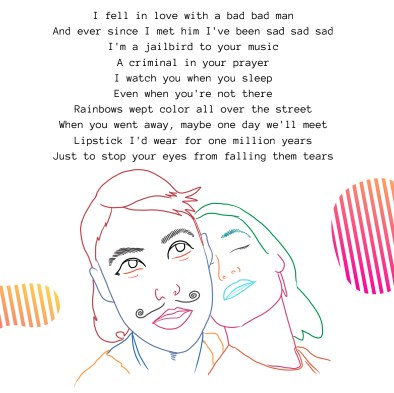 I fell in love with a bad bad man
And ever since I met him I've been sad sad sad
I'm a jailbird to your music
A criminal in your prayer
I watch you when you sleep
Even when you're not there
Rainbows wept color all over the street
When you went away, maybe one day we'll meet
Lipstick I'd wear for one million years
Just to stop your eyes from falling them tears